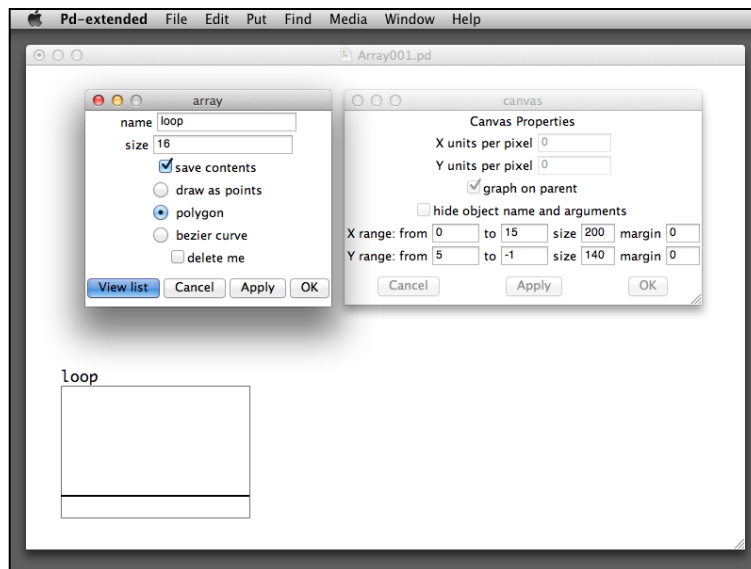 Pd-extended File Edit Put Find Media Window Help
Array001.pd
array
name loop
size 16
save contents
draw as points
polygon
bezier curve
delete me
View list Cancel Apply OK
canvas
Canvas Properties
X units per pixel 0
Y units per pixel 0
graph on parent
hide object name and arguments
X range: from 0 to 15 size 200 margin 0
Y range: from 5 to -1 size 140 margin 0
Cancel Apply OK
loop